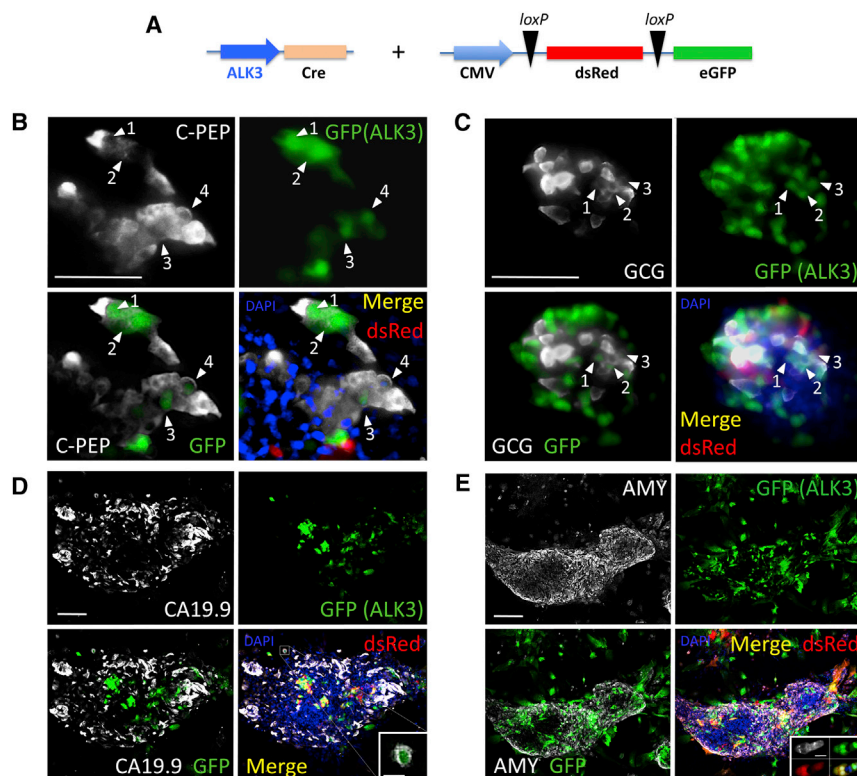 A
loxP loxP
+
ALK3 Cre CMV dsRed eGFP
B
C-PEP
1
2
3
4
GFP(ALK3)
1
2
3
4
C-PEP GFP
1
2
3
4
DAPI Merge
dsRed
1
2
3
4
C
GCG
1
2
3
GFP (ALK3)
1
2
3
GCG GFP
1
2
3
DAPI
Merge
dsRed
1
2
3
D
CA19.9
GFP (ALK3)
CA19.9 GFP
DAPI dsRed
Merge
E
AMY
GFP (ALK3)
AMY GFP
DAPI Merge dsRed